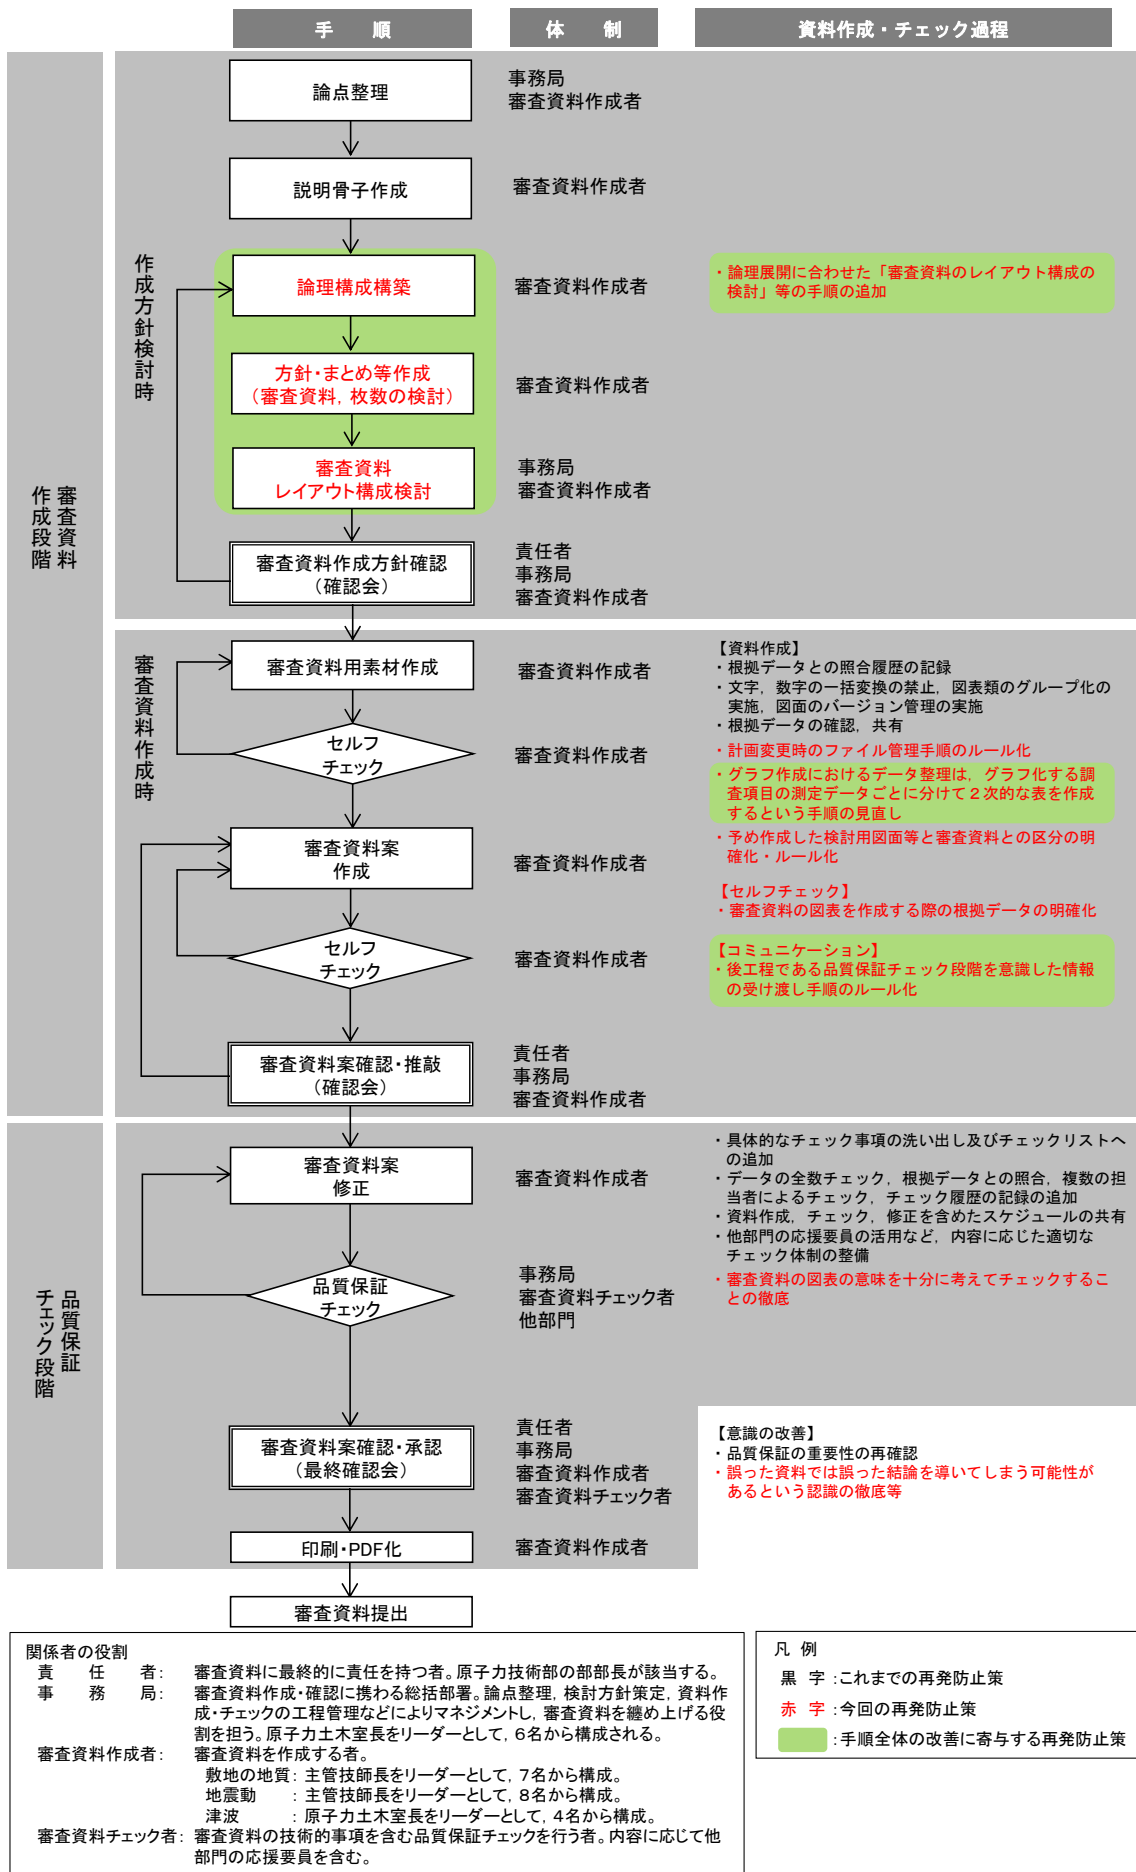 手　順
体　制
資料作成・チェック過程
審査資料
作成段階
作成方針検討時
論点整理
事務局
審査資料作成者
説明骨子作成
審査資料作成者
論理構成構築
審査資料作成者
・論理展開に合わせた「審査資料のレイアウト構成の
検討」等の手順の追加
方針・まとめ等作成
（審査資料，枚数の検討）
審査資料作成者
審査資料
レイアウト構成検討
事務局
審査資料作成者
審査資料作成方針確認
（確認会）
責任者
事務局
審査資料作成者
審査資料作成時
審査資料用素材作成
審査資料作成者
セルフ
チェック
審査資料作成者
審査資料案
作成
審査資料作成者
セルフ
チェック
審査資料作成者
審査資料案確認・推敲
（確認会）
責任者
事務局
審査資料作成者
【資料作成】
・根拠データとの照合履歴の記録
・文字，数字の一括変換の禁止，図表類のグループ化の
実施，図面のバージョン管理の実施
・根拠データの確認，共有
・計画変更時のファイル管理手順のルール化
・グラフ作成におけるデータ整理は，グラフ化する調
査項目の測定データごとに分けて２次的な表を作成
するという手順の見直し
・予め作成した検討用図面等と審査資料との区分の明
確化・ルール化
【セルフチェック】
・審査資料の図表を作成する際の根拠データの明確化
【コミュニケーション】
・後工程である品質保証チェック段階を意識した情報
の受け渡し手順のルール化
品質保証
チェック段階
審査資料案
修正
審査資料作成者
品質保証
チェック
事務局
審査資料チェック者
他部門
・具体的なチェック事項の洗い出し及びチェックリストへ
の追加
・データの全数チェック，根拠データとの照合，複数の担
当者によるチェック，チェック履歴の記録の追加
・資料作成，チェック，修正を含めたスケジュールの共有
・他部門の応援要員の活用など，内容に応じた適切な
チェック体制の整備
・審査資料の図表の意味を十分に考えてチェックするこ
との徹底
審査資料案確認・承認
（最終確認会）
責任者
事務局
審査資料作成者
審査資料チェック者
【意識の改善】
・品質保証の重要性の再確認
・誤った資料では誤った結論を導いてしまう可能性が
あるという認識の徹底等
印刷・PDF化
審査資料作成者
審査資料提出
関係者の役割
責　任　者：　審査資料に最終的に責任を持つ者。原子力技術部の部部長が該当する。
事　務　局：　審査資料作成・確認に携わる総括部署。論点整理，検討方針策定，資料作
成・チェックの工程管理などによりマネジメントし，審査資料を纏め上げる役
割を担う。原子力土木室長をリーダーとして，６名から構成される。
審査資料作成者：　審査資料を作成する者。
敷地の地質：主管技師長をリーダーとして，７名から構成。
地震動　：主管技師長をリーダーとして，８名から構成。
津波　：原子力土木室長をリーダーとして，４名から構成。
審査資料チェック者：審査資料の技術的事項を含む品質保証チェックを行う者。内容に応じて他
部門の応援要員を含む。
凡 例
黒 字：これまでの再発防止策
赤 字：今回の再発防止策
：手順全体の改善に寄与する再発防止策